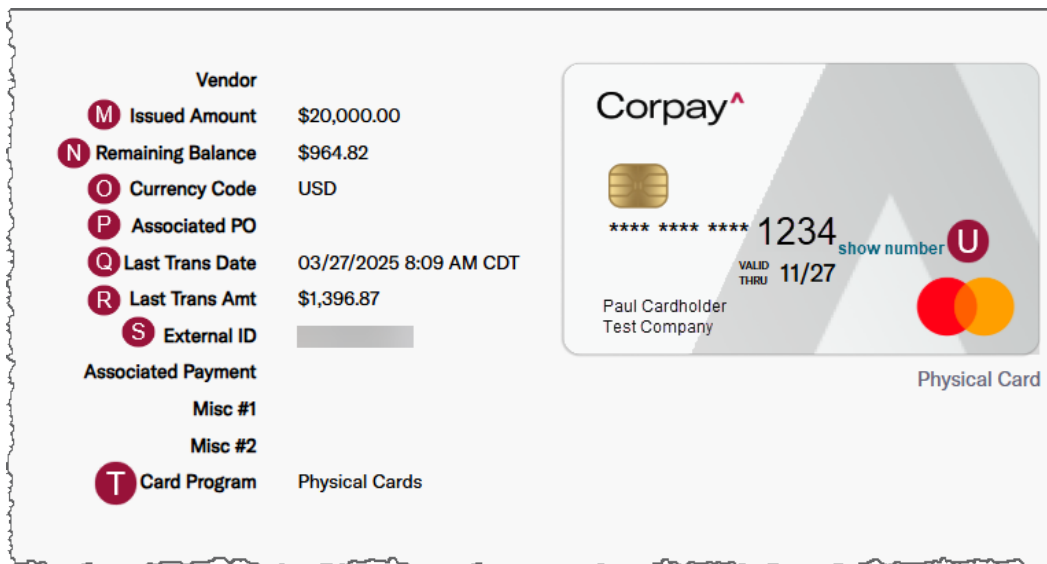 Vendor
M Issued Amount $20,000.00
N Remaining Balance $964.82
O Currency Code USD
P Associated PO
Q Last Trans Date 03/27/2025 8:09 AM CDT
R Last Trans Amt $1,396.87
S External ID
Associated Payment
Misc #1
Misc #2
T Card Program Physical Cards
Corpay^
**** **** **** 1234 show number U
VALID THRU 11/27
Paul Cardholder
Test Company
Physical Card